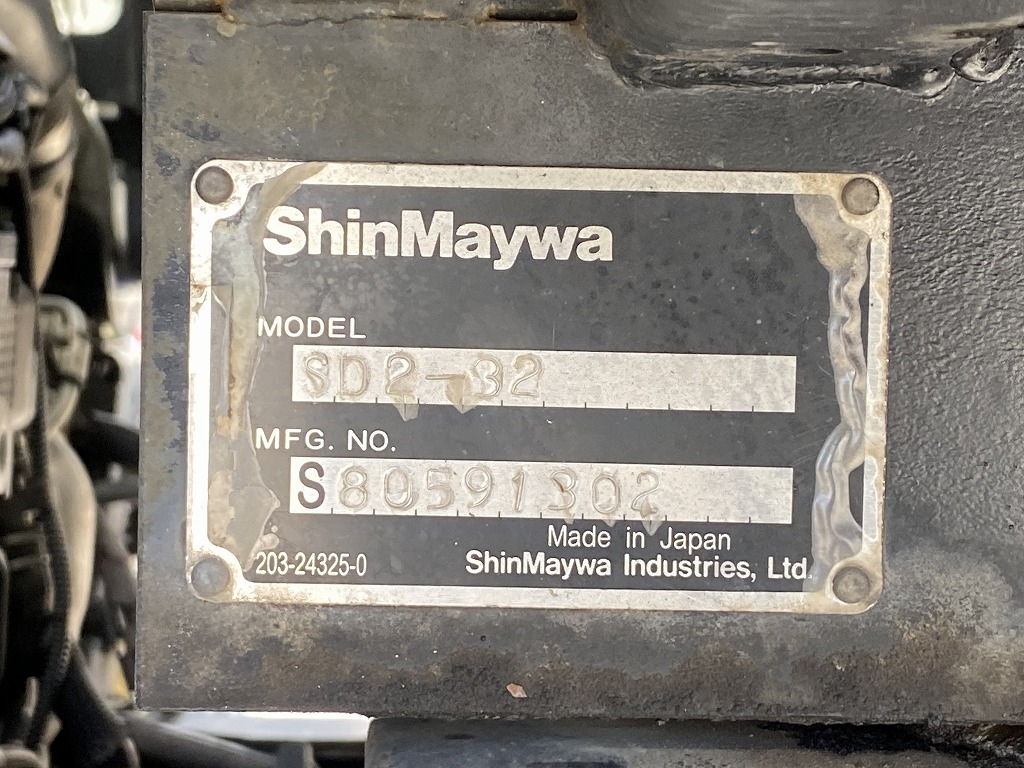 ShinMaywa
MODEL
SD2-32
MFG. NO.
S80591302
Made in Japan
203-24325-0
ShinMaywa Industries, Ltd.